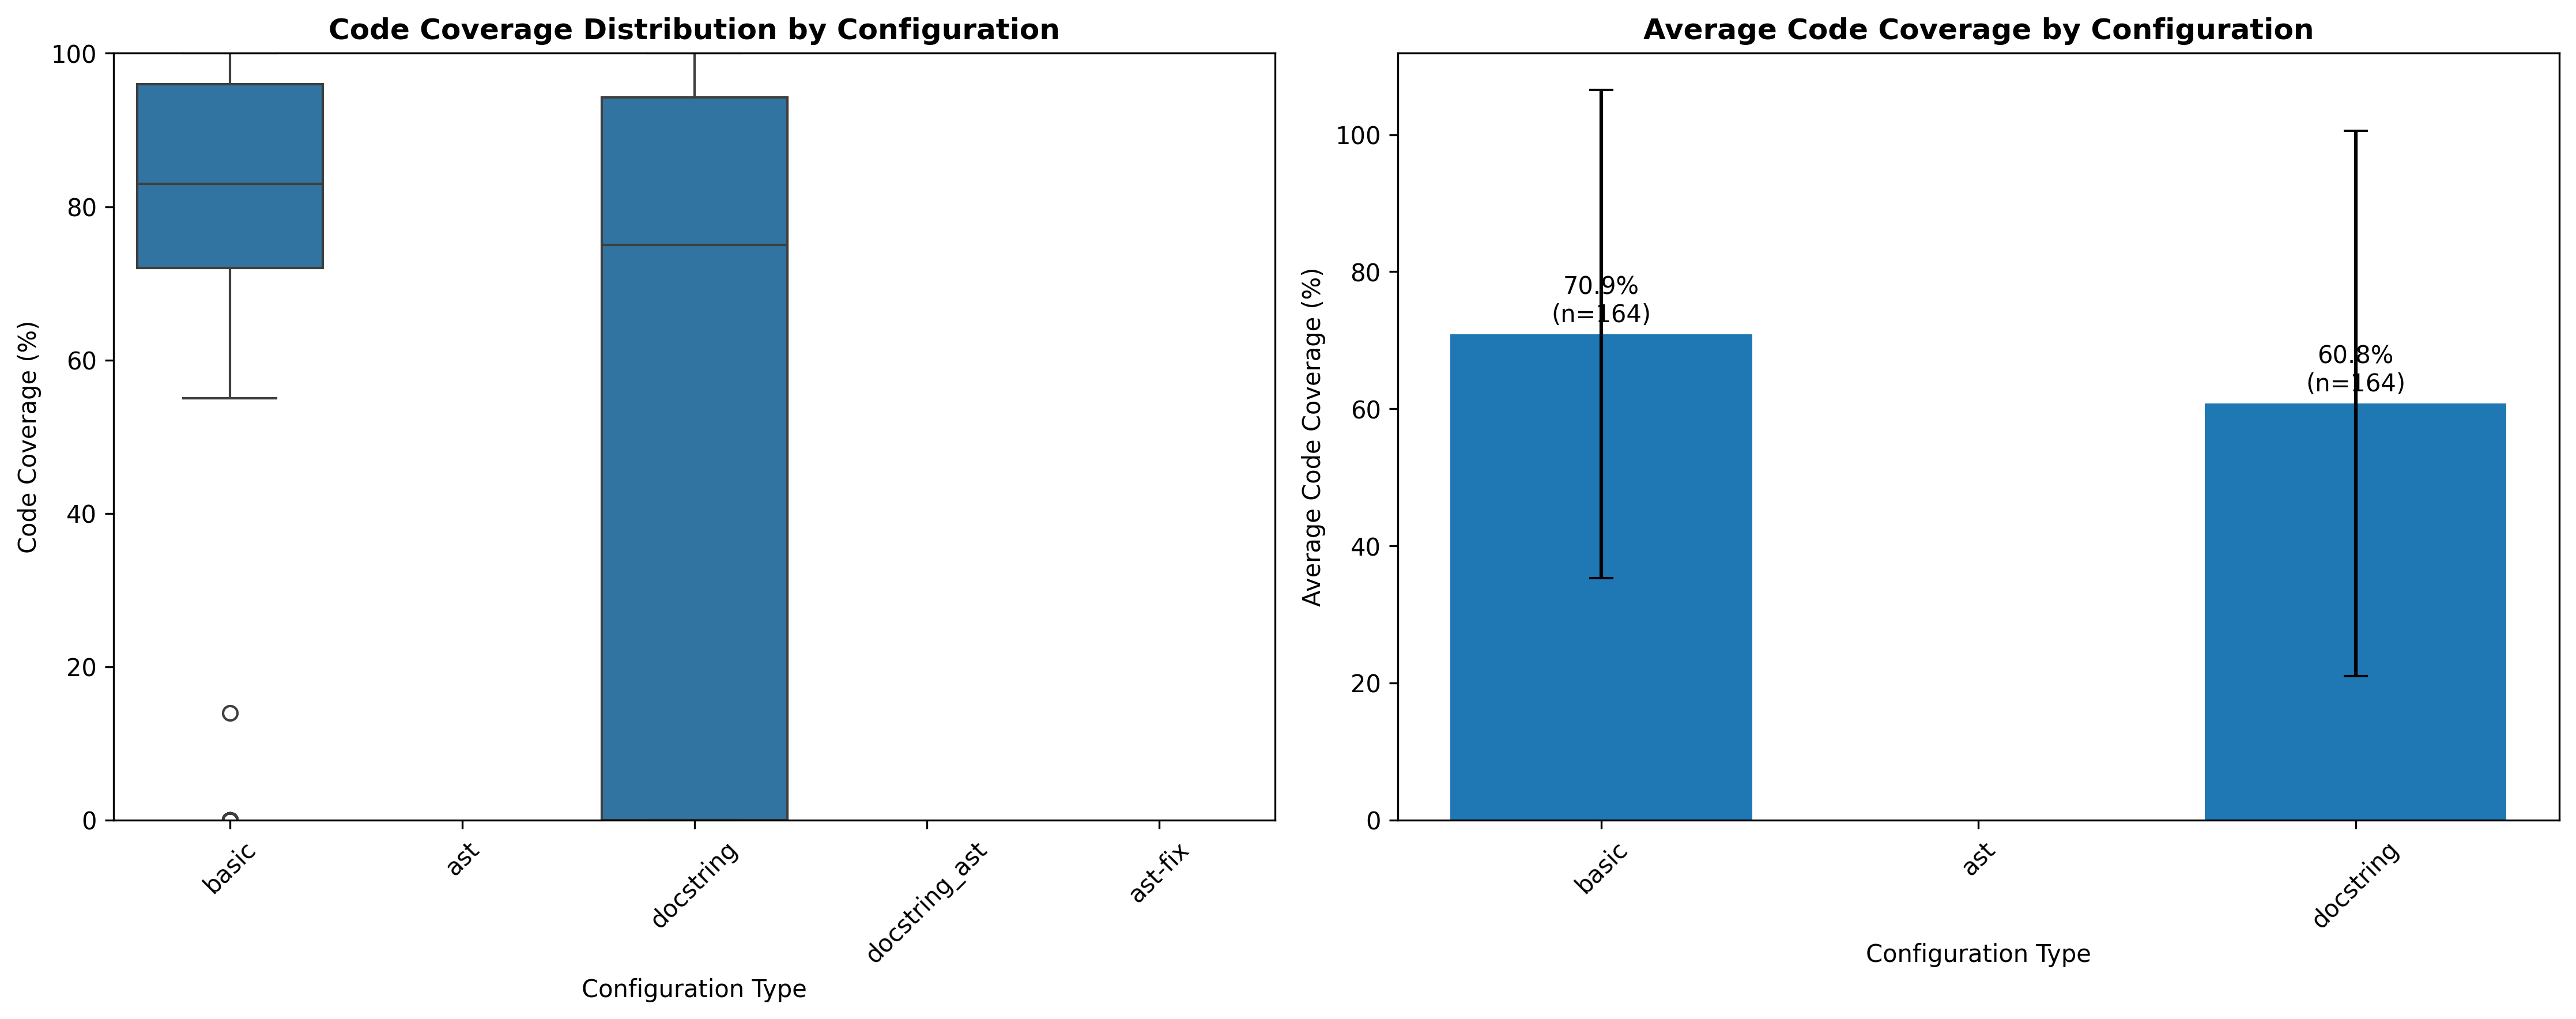 Code Coverage Distribution by Configuration
Code Coverage (%)
100
80
60
40
20
0
basic
ast
docstring
docstring_ast
ast-fix
Configuration Type
Average Code Coverage by Configuration
Average Code Coverage (%)
100
80
60
40
20
0
70.9%
(n=164)
60.8%
(n=164)
basic
ast
docstring
Configuration Type